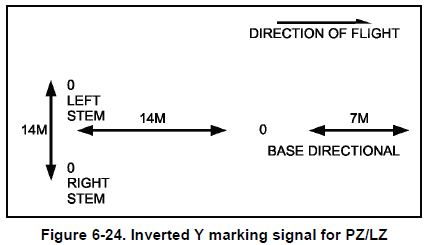 DIRECTION OF FLIGHT
0
LEFT
STEM
14M
14M
0
7M
BASE DIRECTIONAL
0
RIGHT
STEM
Figure 6-24. Inverted Y marking signal for PZ/LZ